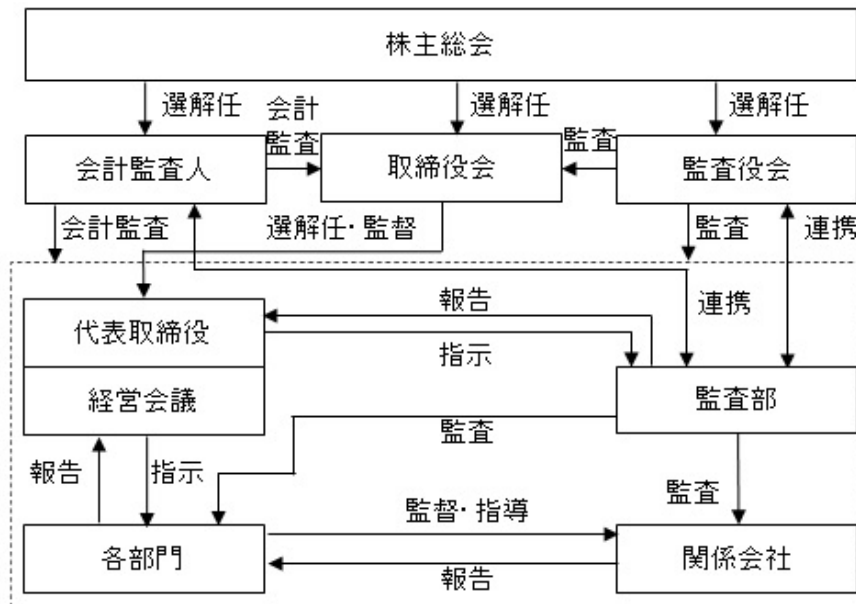 株主総会
選解任
選解任
選解任
会計
監査
監査
会計監査人
取締役会
監査役会
会計監査
選解任・監督
監査
連携
連携
報告
代表取締役
指示
経営会議
監査部
監査
報告
指示
監査
監督・指導
各部門
関係会社
報告